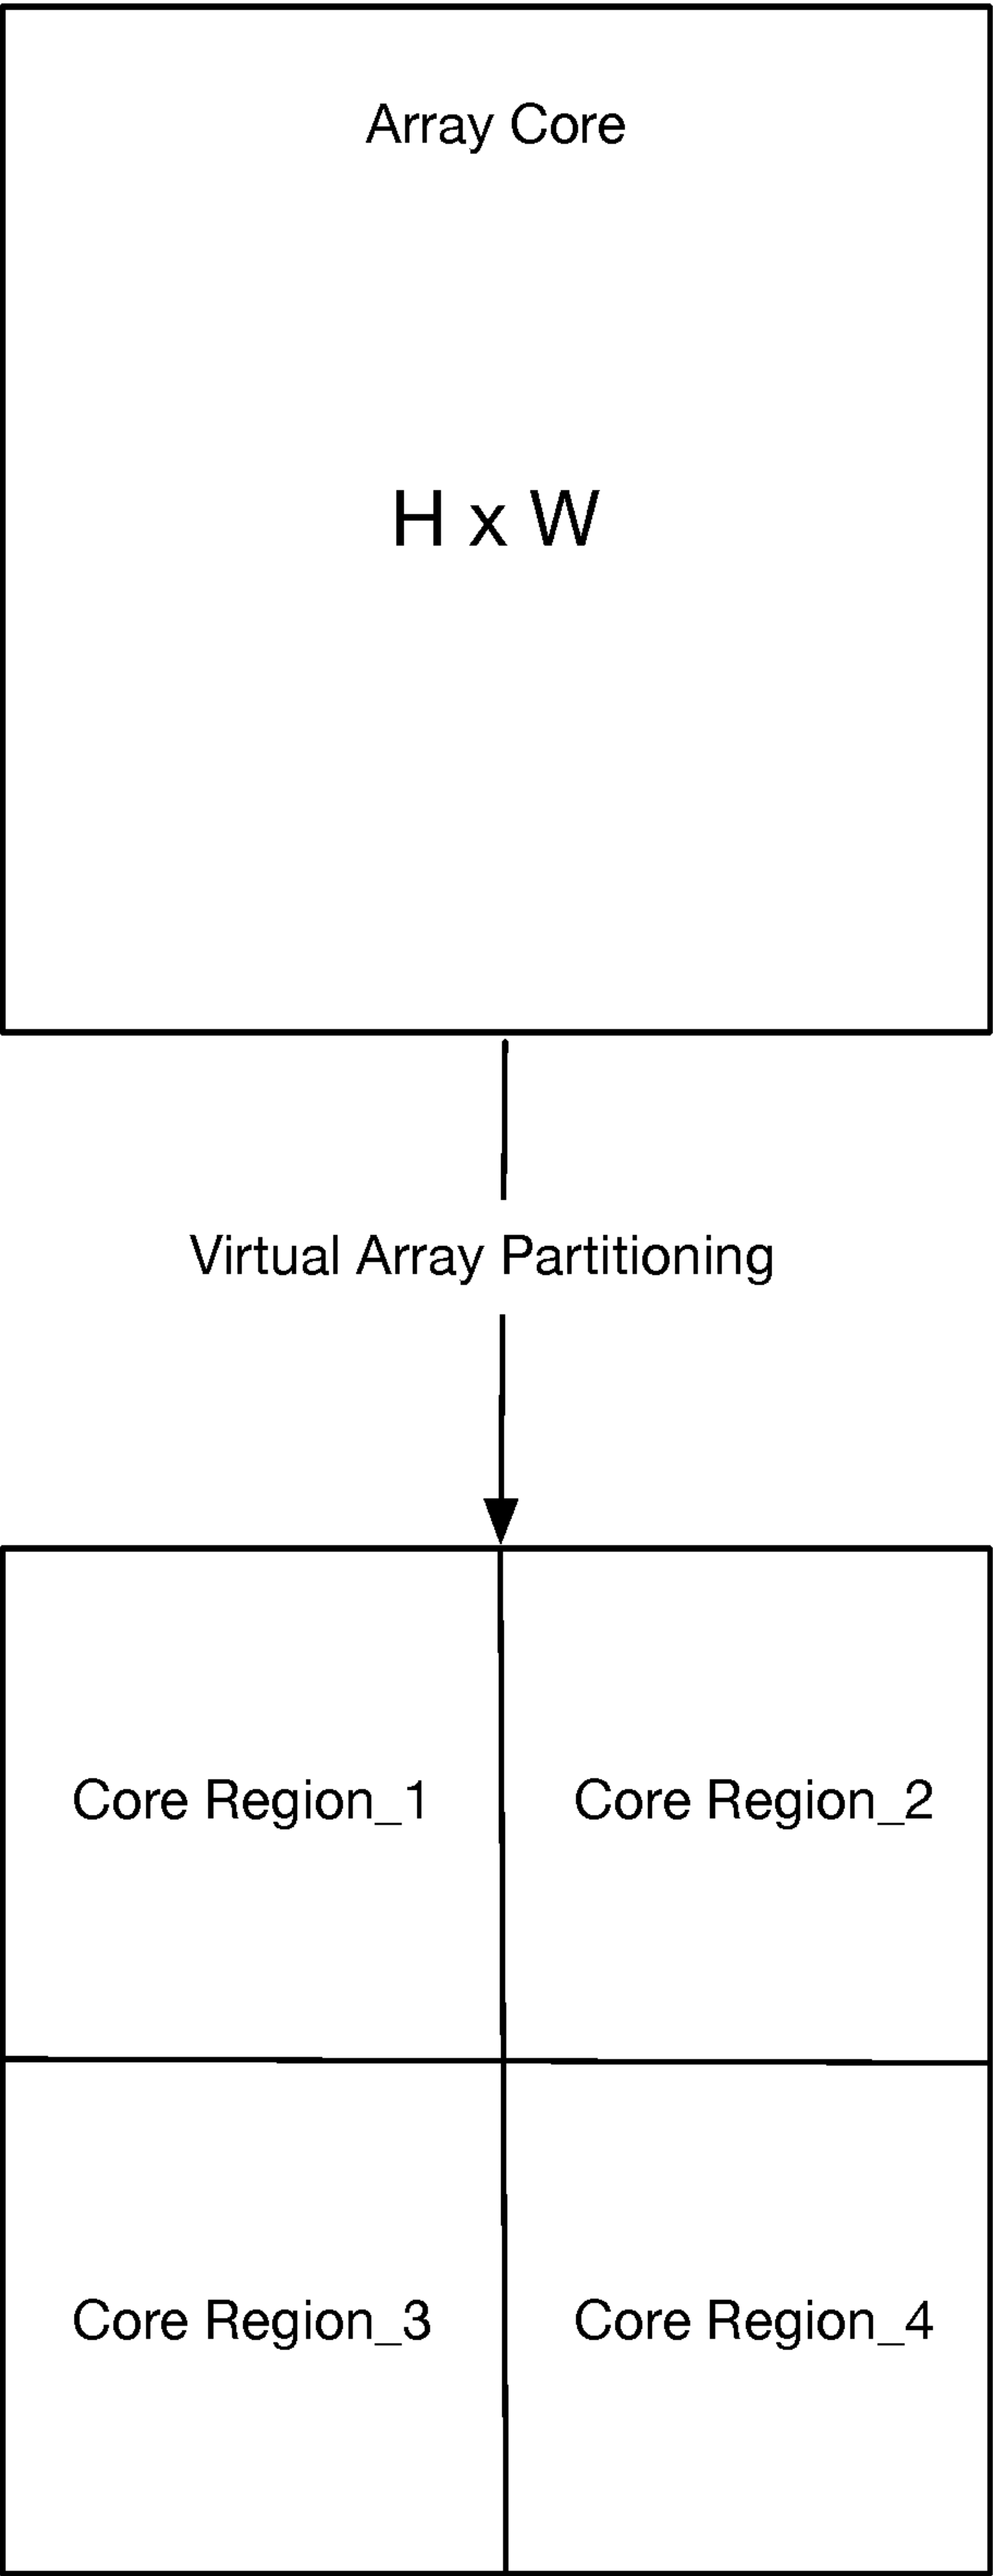 Array Core
H x W
Virtual Array Partitioning
Core Region_1
Core Region_2
Core Region_3
Core Region_4